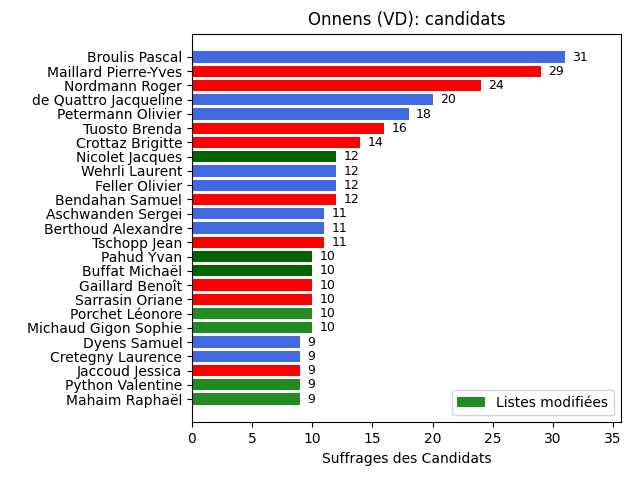 Onnens (VD): candidats
Broulis Pascal 31
Maillard Pierre-Yves 29
Nordmann Roger 24
de Quattro Jacqueline 20
Petermann Olivier 18
Tuosto Brenda 16
Crottaz Brigitte 14
Nicolet Jacques 12
Wehrli Laurent 12
Feller Olivier 12
Bendahan Samuel 12
Aschwanden Sergei 11
Berthoud Alexandre 11
Tschopp Jean 11
Pahud Yvan 10
Buffat Michaël 10
Gaillard Benoît 10
Sarrasin Oriane 10
Porchet Léonore 10
Michaud Gigon Sophie 10
Dyens Samuel 9
Cretegny Laurence 9
Jaccoud Jessica 9
Python Valentine 9
Mahaim Raphaël 9
Listes modifiées
0 5 10 15 20 25 30 35
Suffrages des Candidats